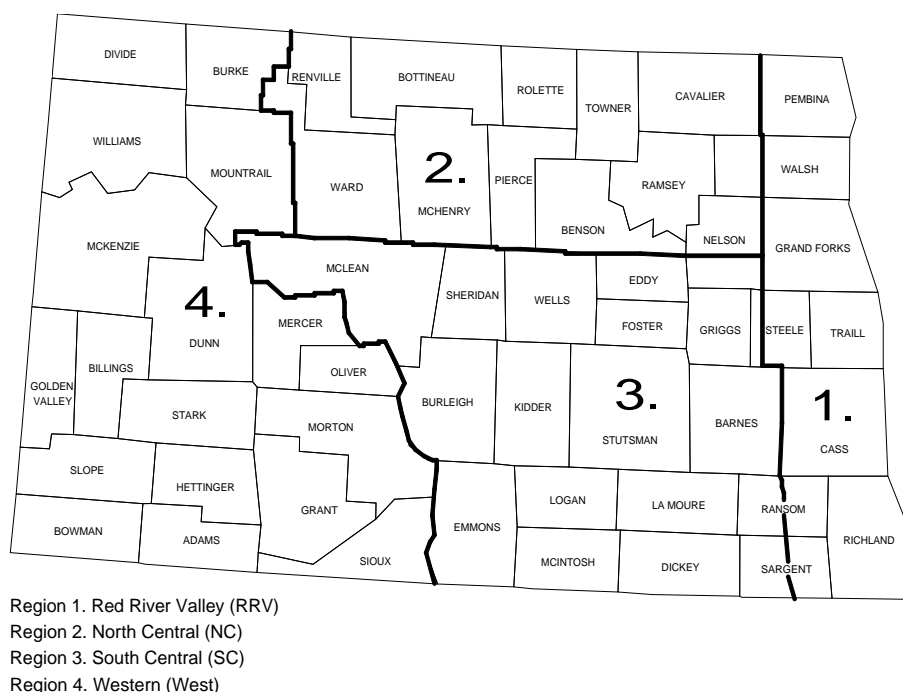 DIVIDE
BURKE
RENVILLE
BOTTINEAU
ROLETTE
TOWNER
CAVALIER
PEMBINA
WILLIAMS
MOUNTRAIL
WARD
2.
MCHENRY
PIERCE
BENSON
RAMSEY
WALSH
MCKENZIE
NELSON
GRAND FORKS
MCLEAN
SHERIDAN
WELLS
EDDY
4.
DUNN
MERCER
FOSTER
GRIGGS
STEELE
TRAILL
GOLDEN
VALLEY
BILLINGS
OLIVER
STARK
BURLEIGH
KIDDER
3.
STUTSMAN
BARNES
1.
CASS
MORTON
SLOPE
HETTINGER
GRANT
EMMONS
LOGAN
LA MOURE
RANSOM
RICHLAND
BOWMAN
ADAMS
SIOUX
MCINTOSH
DICKEY
SARGENT
Region 1. Red River Valley (RRV)
Region 2. North Central (NC)
Region 3. South Central (SC)
Region 4. Western (West)